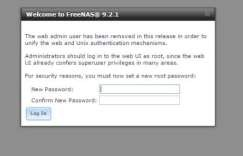 Welcome to FreeNAS® 9.2.1
The web admin user has been removed in this release in order to
unify the web and Unix authentication mechanisms.
Administrators should log in to the web UI as root, since the web
UI already confers superuser privileges in many areas.
For security reasons, you must now set a new root password:
New Password:
Confirm New Password:
Log In